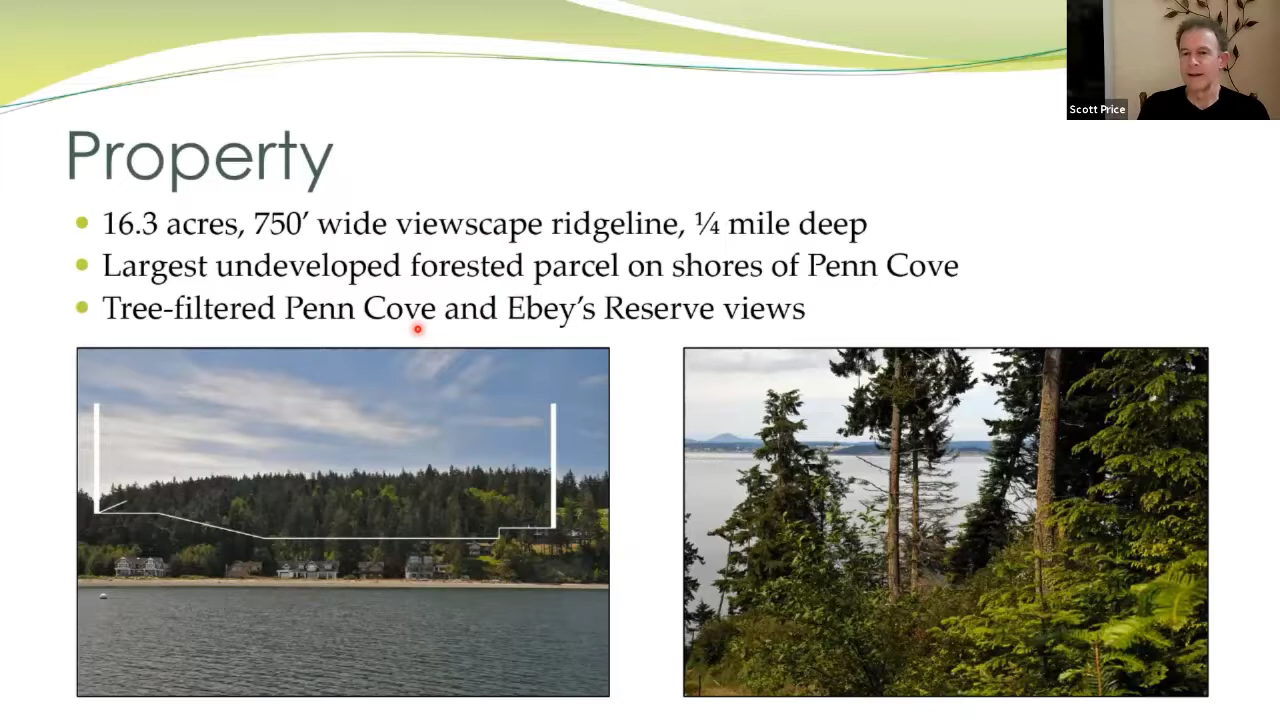 Scott Price
Property
• 16.3 acres, 750’ wide viewscape ridgeline, ¼ mile deep
• Largest undeveloped forested parcel on shores of Penn Cove
• Tree-filtered Penn Cove and Ebey’s Reserve views